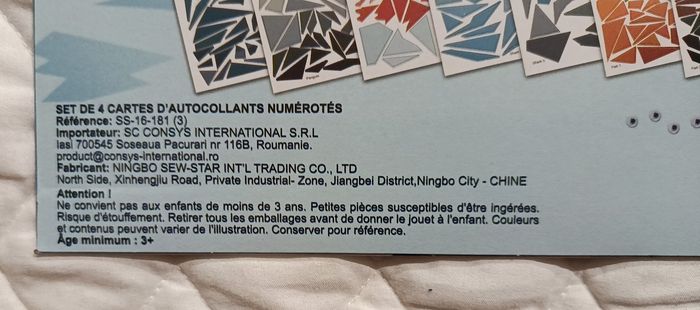 SET DE 4 CARTES D'AUTOCOLLANTS NUMÉROTÉS
Référence: SS-16-181 (3)
Importateur: SC CONSYS INTERNATIONAL S.R.L
Iasi 700545 Soseaua Pacurari nr 116B, Roumanie.
product@consys-international.ro
Fabricant: NINGBO SEW-STAR INT'L TRADING CO., LTD
North Side, Xinhengjiu Road, Private Industrial- Zone, Jiangbei District,Ningbo City - CHINE
Attention !
Ne convient pas aux enfants de moins de 3 ans. Petites pièces susceptibles d'être ingérées.
Risque d'étouffement. Retirer tous les emballages avant de donner le jouet à l'enfant. Couleurs
et contenus peuvent varier de l'illustration. Conserver pour référence.
Âge minimum : 3+